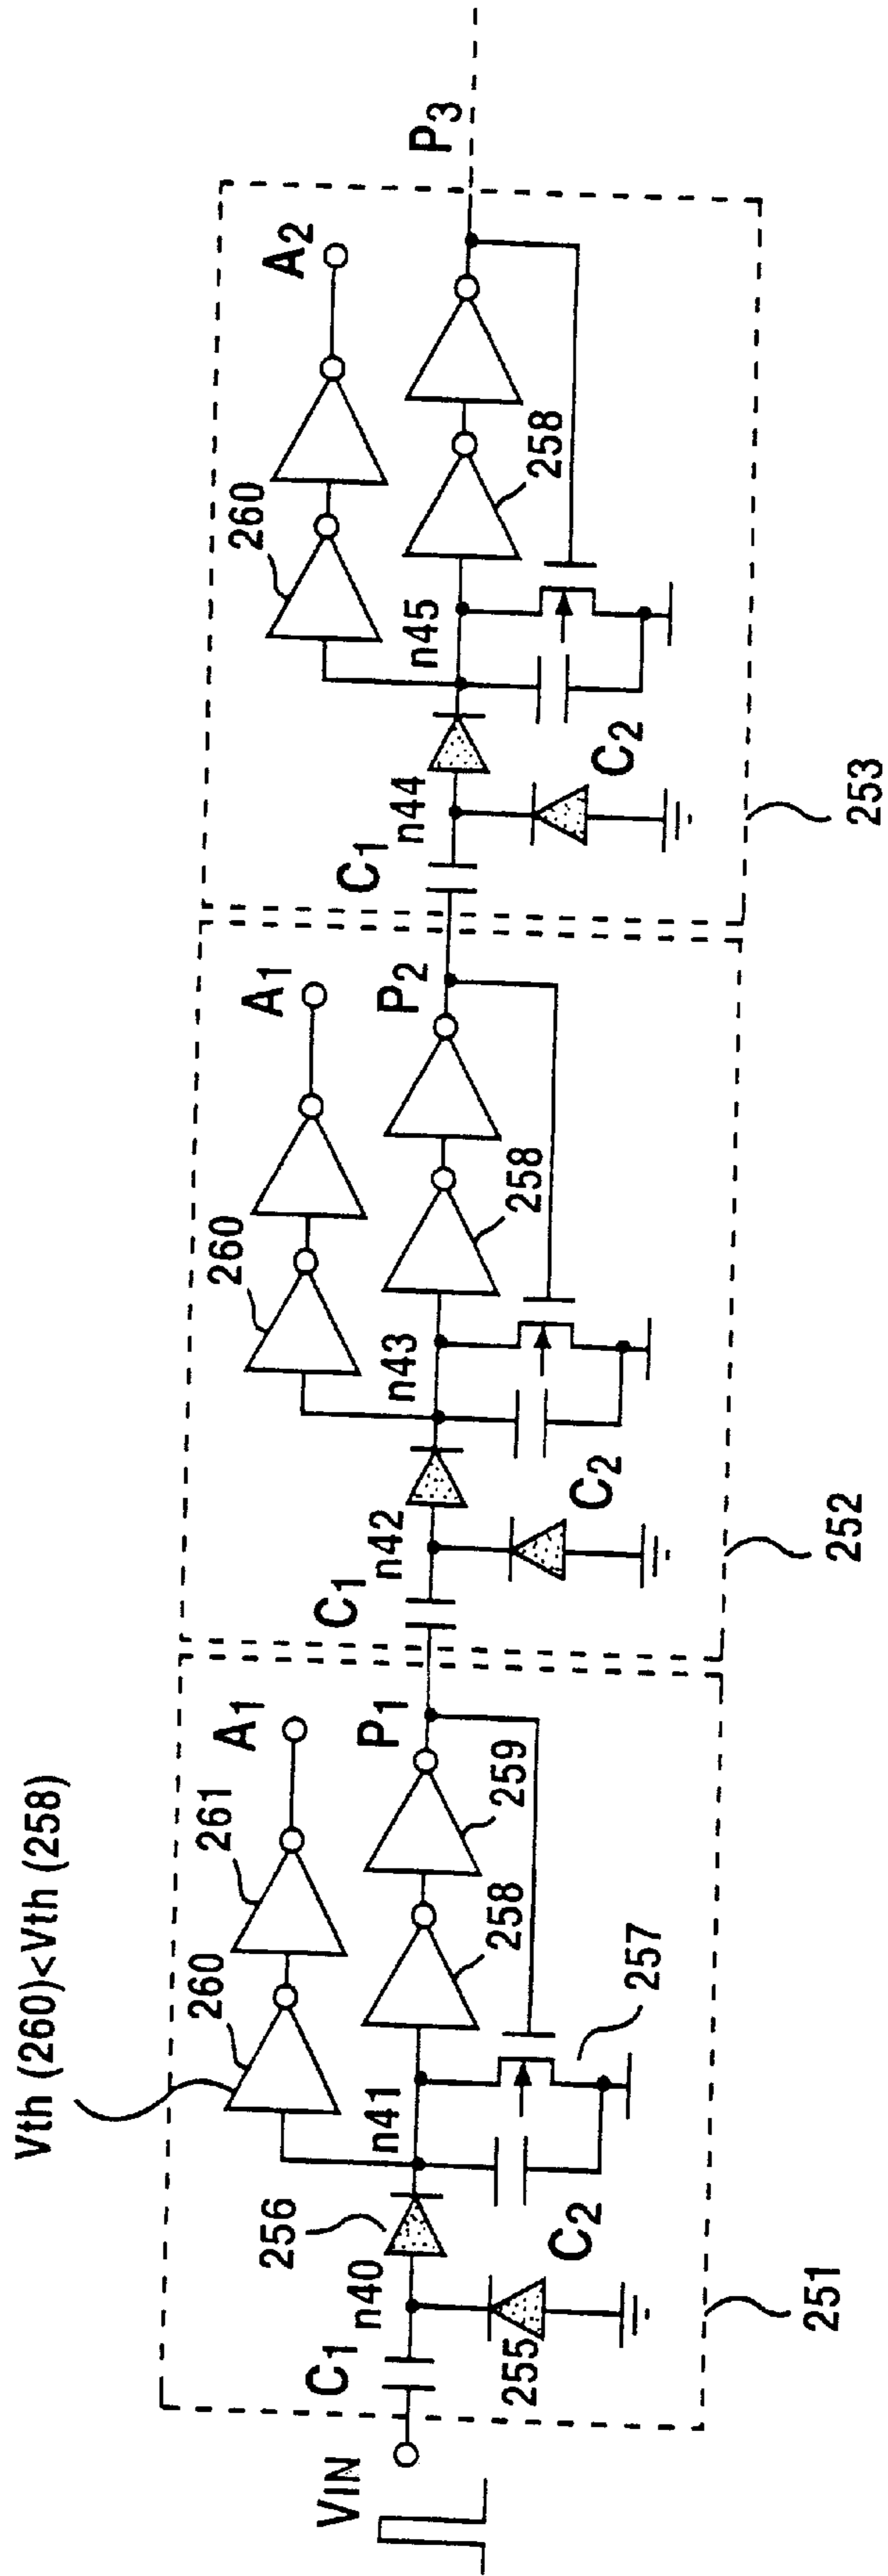 Vth (260)<Vth (258)
VIN
C1
n40
255
256
C2
n41
257
260
261
A1
258
259
P1
251
C1
n42
C2
n43
260
A1
258
P2
252
C1
n44
C2
n45
260
A2
258
P3
253